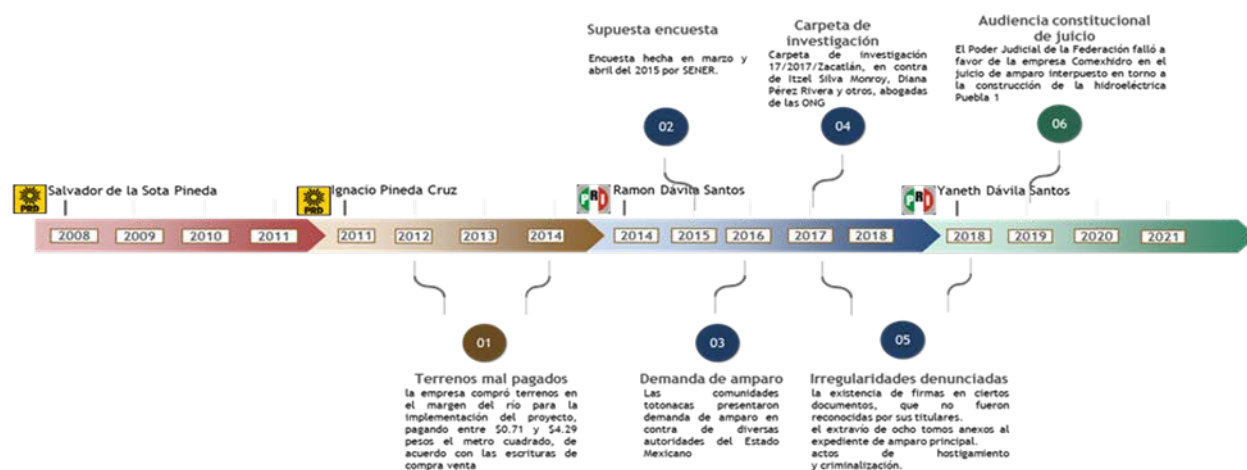 Supuesta encuesta
Encuesta hecha en marzo y
abril del 2015 por SENER.
02
Carpeta de
investigación
Carpeta de investigación
17/2017/Zacatlán, en contra
de Itzel Silva Monroy, Diana
Pérez Rivera y otros, abogadas
de las ONG
04
Audiencia constitucional
de juicio
El Poder Judicial de la Federación falló a
favor de la empresa Comexhidro en el
juicio de amparo interpuesto en torno a
la construcción de la hidroeléctrica
Puebla 1
06
PRD
Salvador de la Sota Pineda
PRD
Ignacio Pineda Cruz
PRI
Ramon Dávila Santos
PRI
Yaneth Dávila Santos
2008 2009 2010 2011 2011 2012 2013 2014 2014 2015 2016 2017 2018 2018 2019 2020 2021
01
Terrenos mal pagados
la empresa compró terrenos en
el margen del río para la
implementación del proyecto,
pagando entre $0.71 y $4.29
pesos el metro cuadrado, de
acuerdo con las escrituras de
compra venta
03
Demanda de amparo
Las comunidades
totonacas presentaron
demanda de amparo en
contra de diversas
autoridades del Estado
Mexicano
05
Irregularidades denunciadas
la existencia de firmas en ciertos
documentos, que no fueron
reconocidas por sus titulares.
el extravío de ocho tomos anexos al
expediente de amparo principal.
actos de hostigamiento
y criminalización.